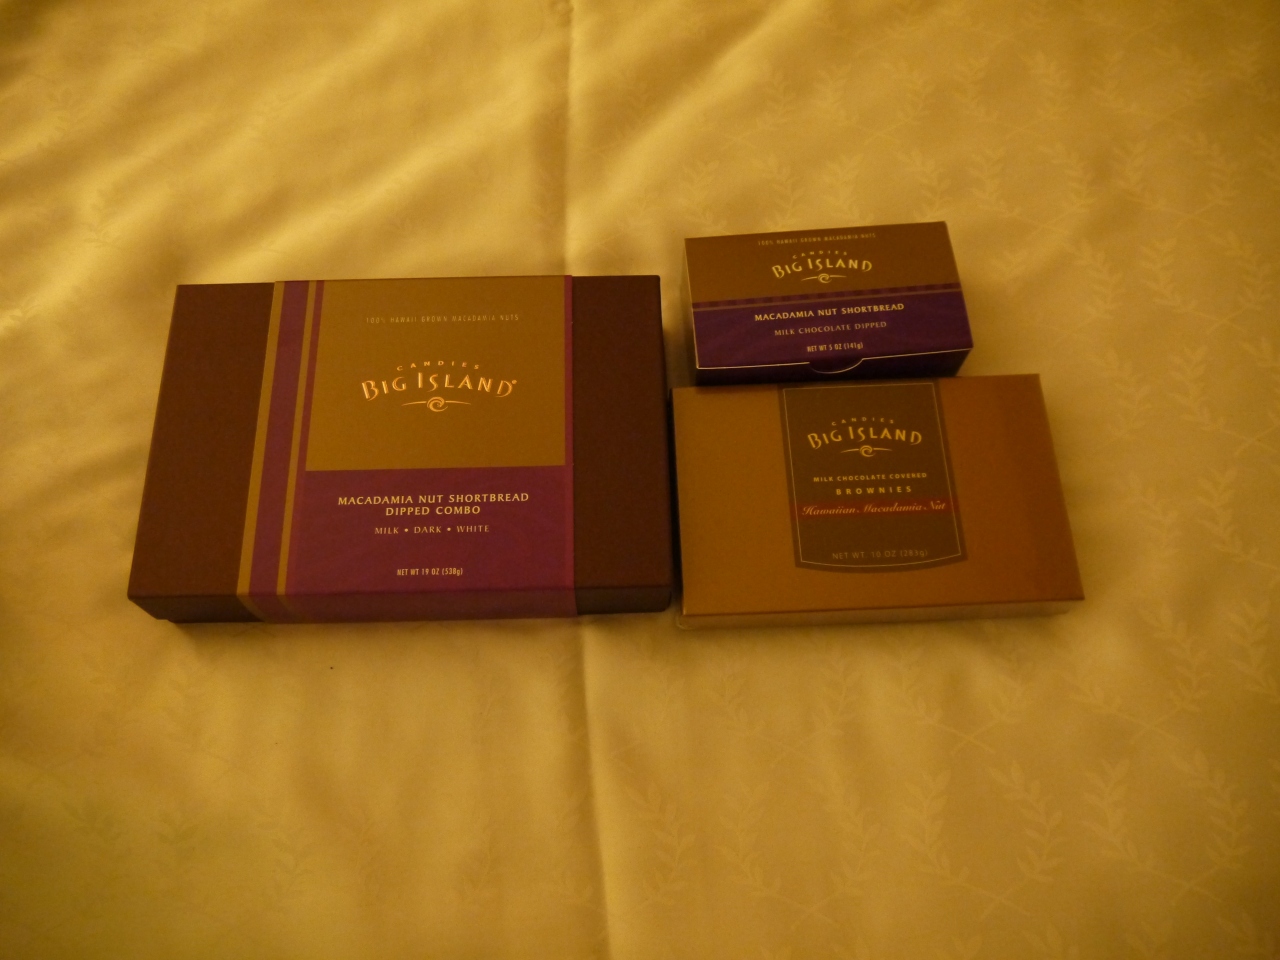 100% HAWAII GROWN MACADAMIA NUTS
CANDIES
BIG ISLAND®
MACADAMIA NUT SHORTBREAD
DIPPED COMBO
MILK • DARK • WHITE
NET WT 19 OZ (538g)
100% HAWAII GROWN MACADAMIA NUTS
CANDIES
BIG ISLAND
MACADAMIA NUT SHORTBREAD
MILK CHOCOLATE DIPPED
NET WT 5 OZ (141g)
CANDIES
BIG ISLAND
MILK CHOCOLATE COVERED
BROWNIES
Hawaiian Macadamia Nut
NET WT. 10 OZ (283g)